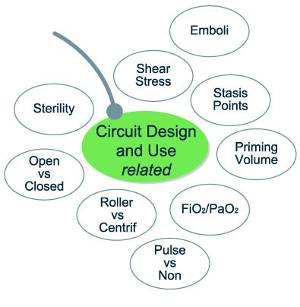 Emboli
Shear
Stress
Stasis
Points
Sterility
Circuit Design
and Use
related
Priming
Volume
Open
vs
Closed
Roller
vs
Centrif
FiO₂/PaO₂
Pulse
vs
Non